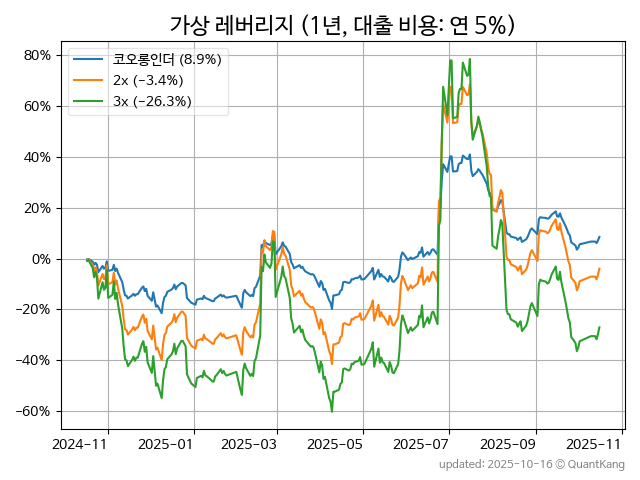 가상 레버리지 (1년, 대출 비용: 연 5%)
코오롱인더 (8.9%)
2x (−3.4%)
3x (−26.3%)
80%
60%
40%
20%
0%
−20%
−40%
−60%
2024-11 2025-01 2025-03 2025-05 2025-07 2025-09 2025-11
updated: 2025-10-16 © QuantKang